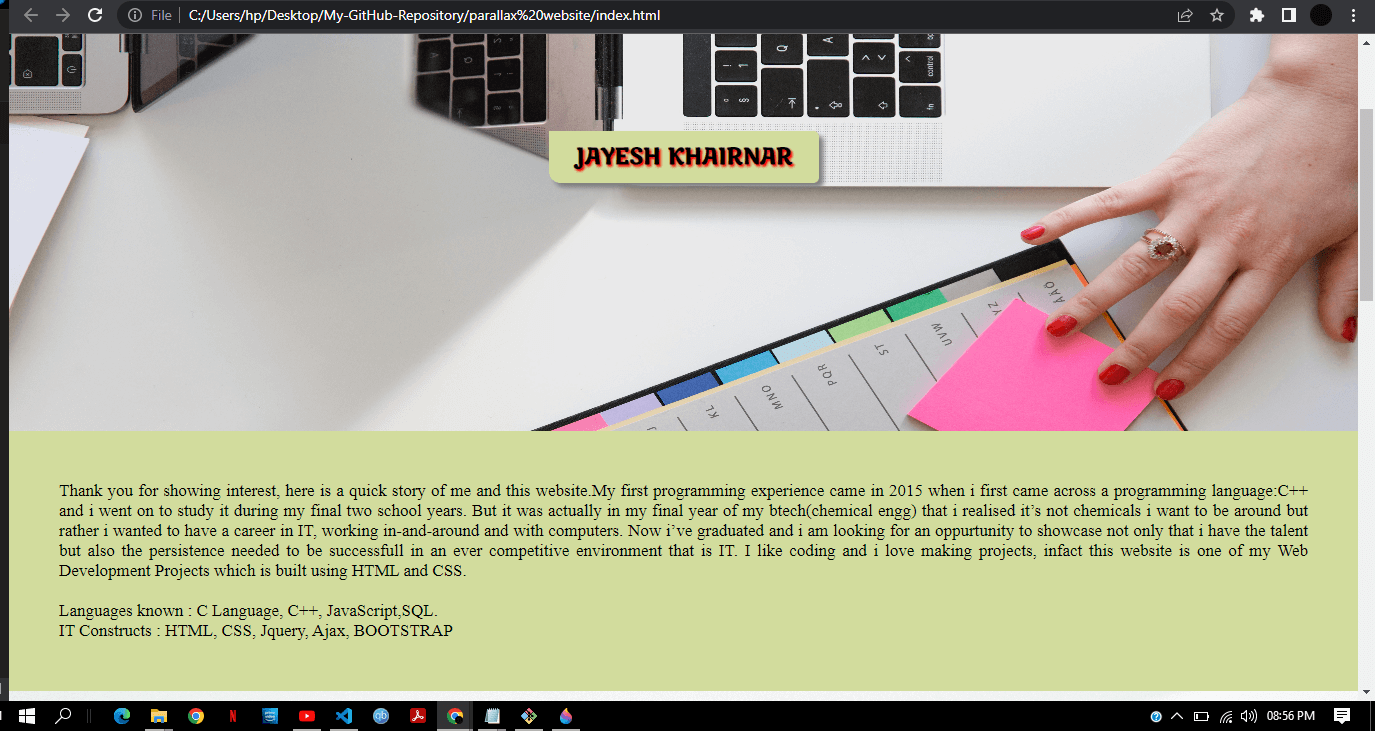 File
C:/Users/hp/Desktop/My-GitHub-Repository/parallax%20website/index.html
control
fn
JAYESH KHAIRNAR
ÅÄÖ
YZ
UVW
ST
PQR
MNO
KL
J
Thank you for showing interest, here is a quick story of me and this website.My first programming experience came in 2015 when i first came across a programming language:C++
and i went on to study it during my final two school years. But it was actually in my final year of my btech(chemical engg) that i realised it’s not chemicals i want to be around but
rather i wanted to have a career in IT, working in-and-around and with computers. Now i’ve graduated and i am looking for an oppurtunity to showcase not only that i have the talent
but also the persistence needed to be successfull in an ever competitive environment that is IT. I like coding and i love making projects, infact this website is one of my Web
Development Projects which is built using HTML and CSS.
Languages known : C Language, C++, JavaScript,SQL.
IT Constructs : HTML, CSS, Jquery, Ajax, BOOTSTRAP
08:56 PM